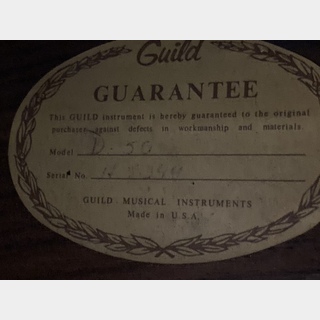 Guild
GUARANTEE
This GUILD instrument is hereby guaranteed to the original
purchaser against defects in workmanship and materials.
Model D-50
Serial No.
GUILD MUSICAL INSTRUMENTS
Made in U.S.A.